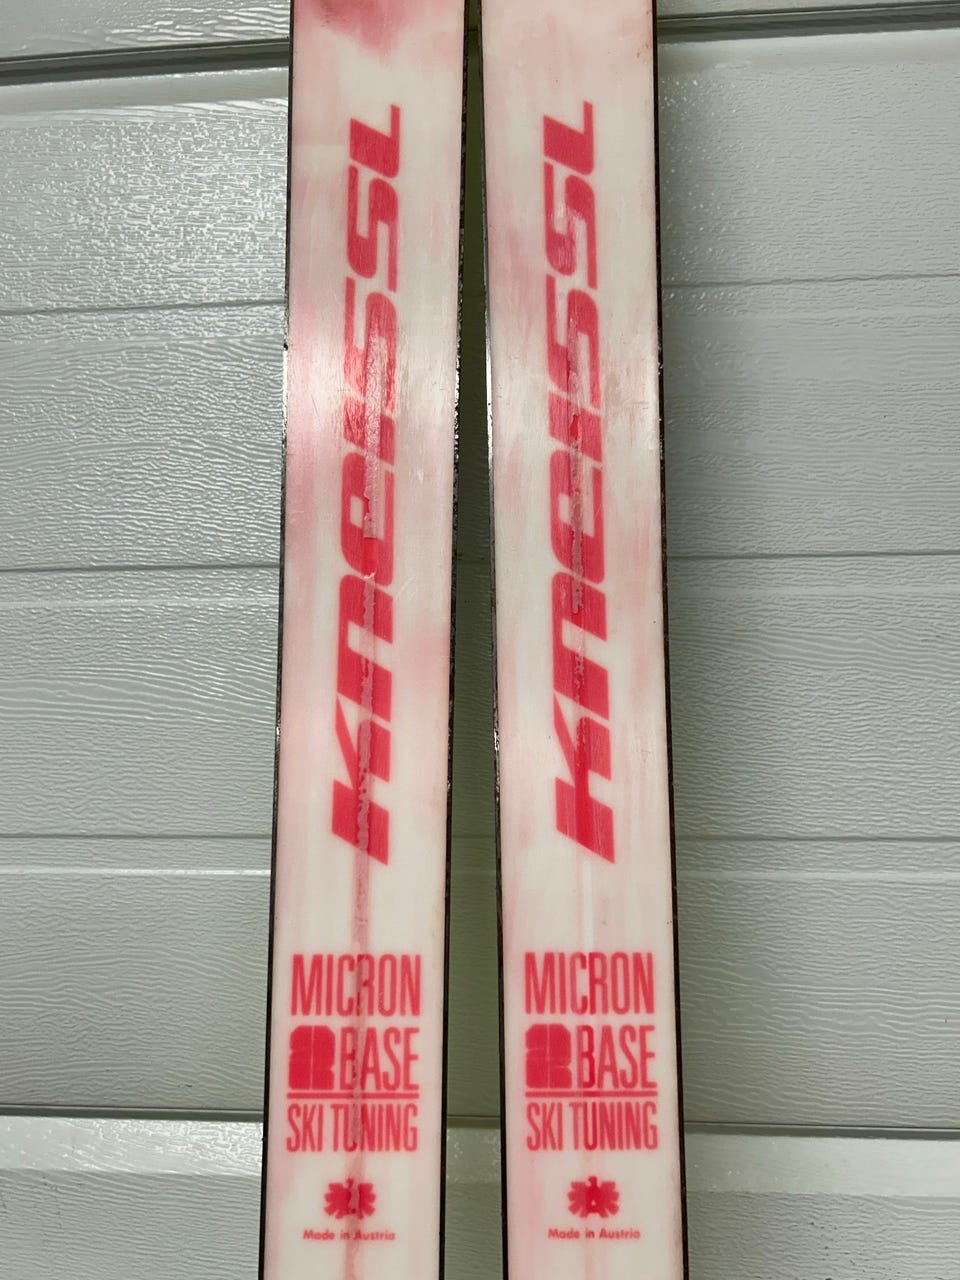 Kneissl
Kneissl
MICRON
BASE
SKI TUNING
Made in Austria
MICRON
BASE
SKI TUNING
Made in Austria